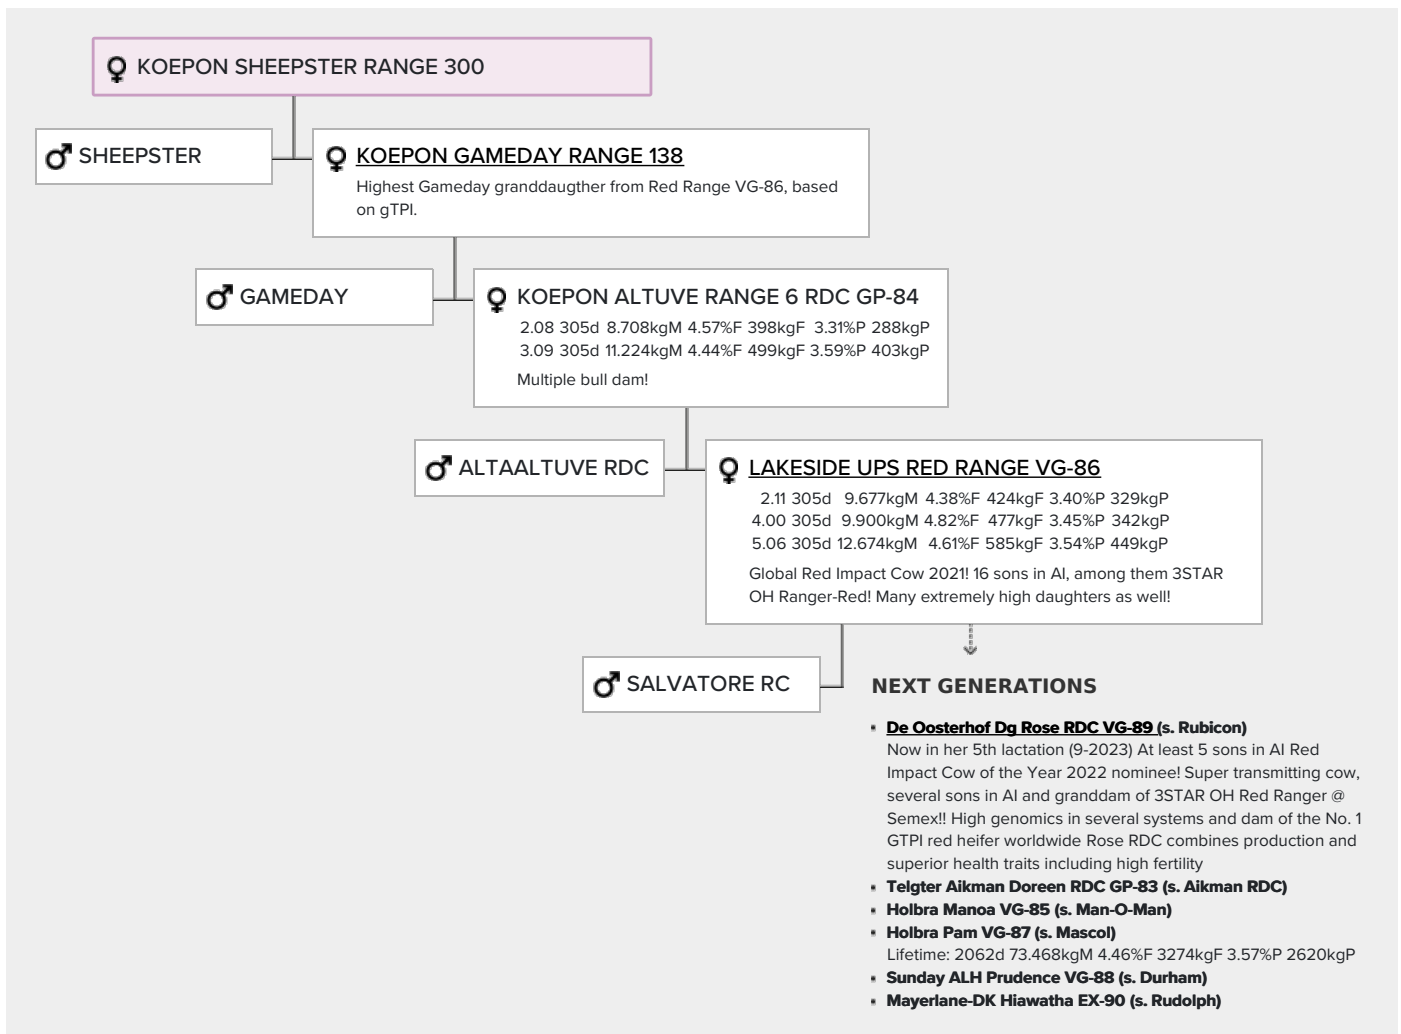 KOEPON SHEEPSTER RANGE 300
SHEEPSTER
KOEPON GAMEDAY RANGE 138
Highest Gameday granddaugther from Red Range VG-86, based
on gTPI.
GAMEDAY
KOEPON ALTUVE RANGE 6 RDC GP-84
2.08 305d 8.708kgM 4.57%F 398kgF 3.31%P 288kgP
3.09 305d 11.224kgM 4.44%F 499kgF 3.59%P 403kgP
Multiple bull dam!
ALTAALTUVE RDC
LAKESIDE UPS RED RANGE VG-86
2.11 305d 9.677kgM 4.38%F 424kgF 3.40%P 329kgP
4.00 305d 9.900kgM 4.82%F 477kgF 3.45%P 342kgP
5.06 305d 12.674kgM 4.61%F 585kgF 3.54%P 449kgP
Global Red Impact Cow 2021! 16 sons in AI, among them 3STAR
OH Ranger-Red! Many extremely high daughters as well!
SALVATORE RC
NEXT GENERATIONS
De Oosterhof Dg Rose RDC VG-89 (s. Rubicon)
Now in her 5th lactation (9-2023) At least 5 sons in AI Red
Impact Cow of the Year 2022 nominee! Super transmitting cow,
several sons in AI and granddam of 3STAR OH Red Ranger @
Semex!! High genomics in several systems and dam of the No. 1
GTPI red heifer worldwide Rose RDC combines production and
superior health traits including high fertility
Telgter Aikman Doreen RDC GP-83 (s. Aikman RDC)
Holbra Manoa VG-85 (s. Man-O-Man)
Holbra Pam VG-87 (s. Mascol)
Lifetime: 2062d 73.468kgM 4.46%F 3274kgF 3.57%P 2620kgP
Sunday ALH Prudence VG-88 (s. Durham)
Mayerlane-DK Hiawatha EX-90 (s. Rudolph)